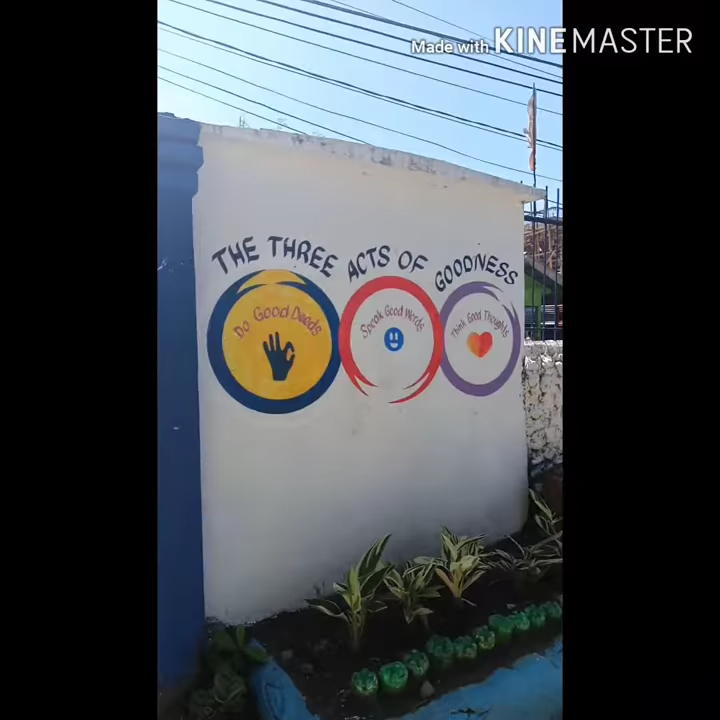 Made with KINEMASTER
THE THREE ACTS OF GOODNESS
Do Good Deeds
Speak Good Words
Think Good Thoughts